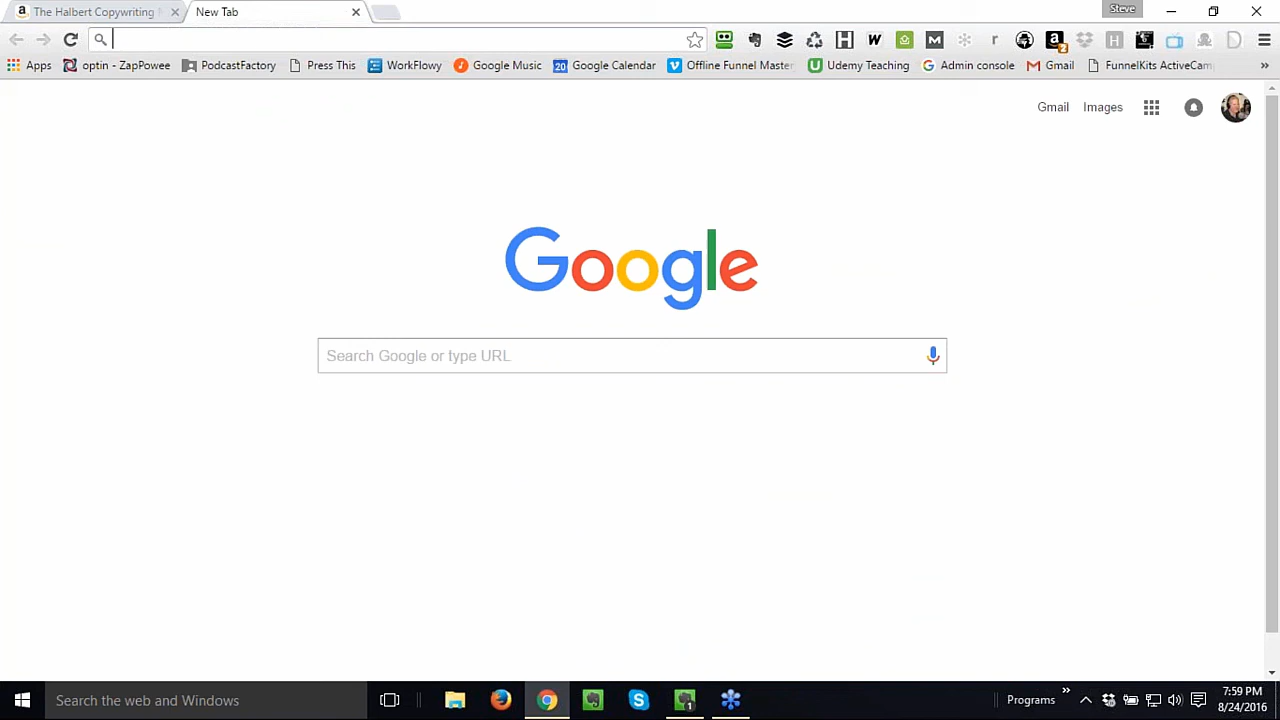 The Halbert Copywriting
New Tab
Steve
Apps
optin - ZapPowee
PodcastFactory
Press This
WorkFlowy
Google Music
20
Google Calendar
Offline Funnel Master
Udemy Teaching
Admin console
Gmail
FunnelKits ActiveCam
Gmail
Images
Google
Search Google or type URL
Search the web and Windows
1
Programs
7:59 PM
8/24/2016